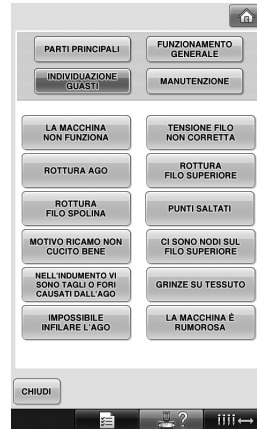 PARTI PRINCIPALI
FUNZIONAMENTO
GENERALE
INDIVIDUAZIONE
GUASTI
MANUTENZIONE
LA MACCHINA
NON FUNZIONA
TENSIONE FILO
NON CORRETTA
ROTTURA AGO
ROTTURA
FILO SUPERIORE
ROTTURA
FILO SPOLINA
PUNTI SALTATI
MOTIVO RICAMO NON
CUCITO BENE
CI SONO NODI SUL
FILO SUPERIORE
NELL'INDUMENTO VI
SONO TAGLI O FORI
CAUSATI DALL'AGO
GRINZE SU TESSUTO
IMPOSSIBILE
INFILARE L'AGO
LA MACCHINA È
RUMOROSA
CHIUDI
?